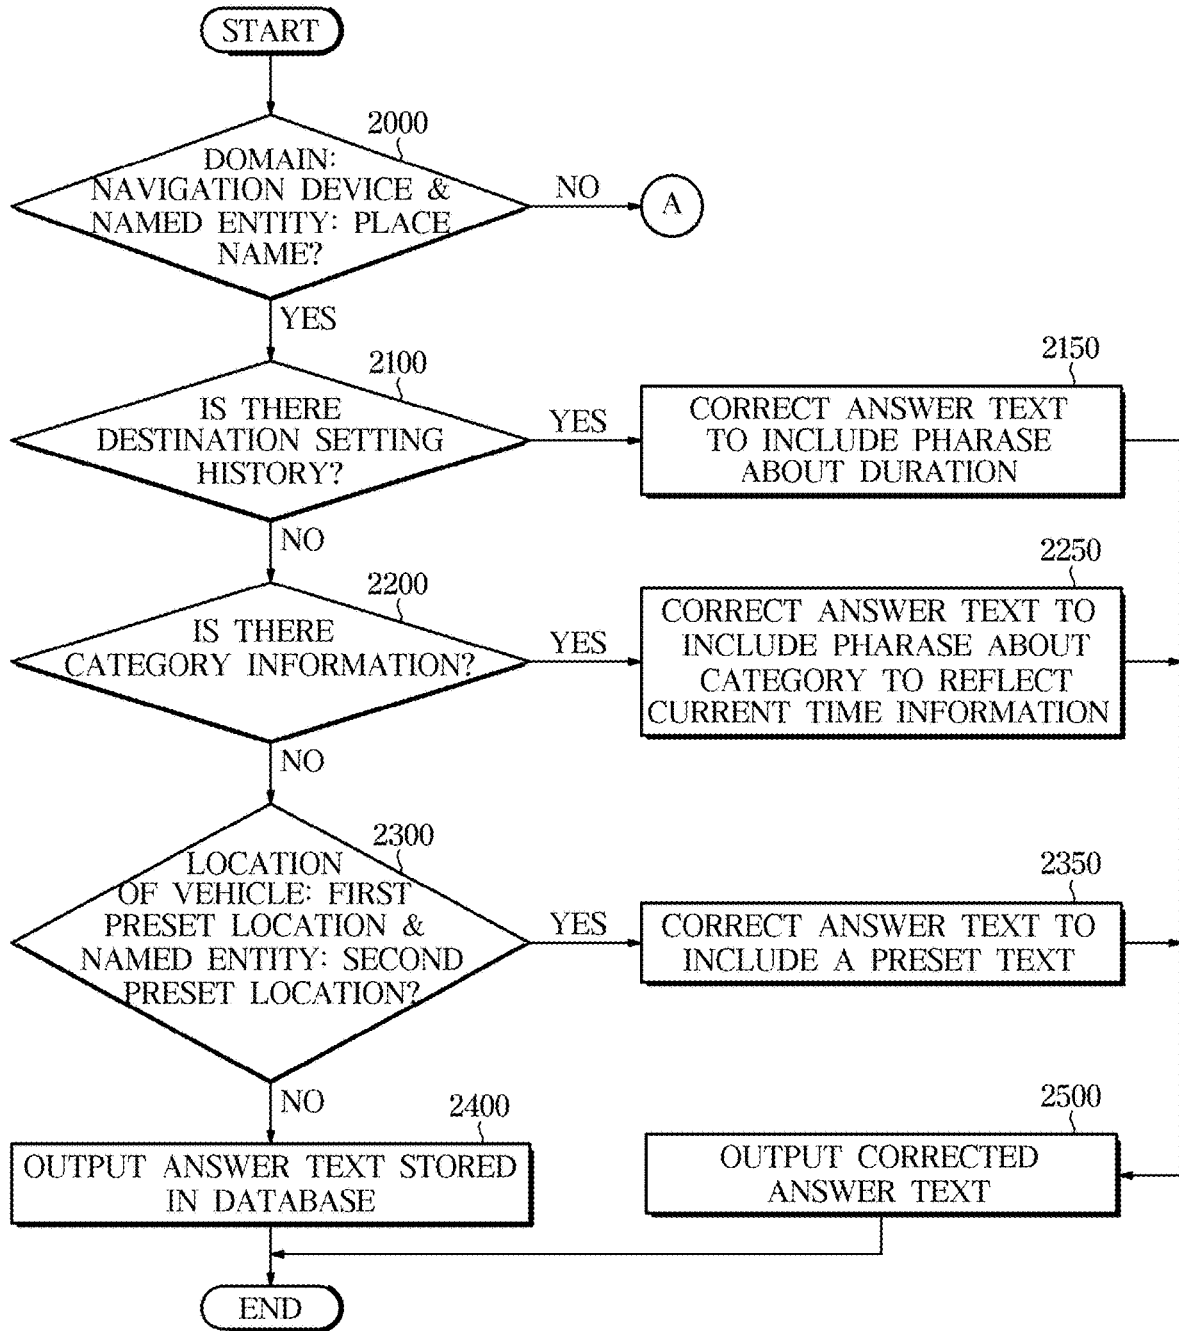 START
2000
DOMAIN:
NAVIGATION DEVICE &
NAMED ENTITY: PLACE
NAME?
NO
A
YES
2100
IS THERE
DESTINATION SETTING
HISTORY?
YES
2150
CORRECT ANSWER TEXT
TO INCLUDE PHARASE
ABOUT DURATION
NO
2200
IS THERE
CATEGORY INFORMATION?
YES
2250
CORRECT ANSWER TEXT TO
INCLUDE PHARASE ABOUT
CATEGORY TO REFLECT
CURRENT TIME INFORMATION
NO
2300
LOCATION
OF VEHICLE: FIRST
PRESET LOCATION &
NAMED ENTITY: SECOND
PRESET LOCATION?
YES
2350
CORRECT ANSWER TEXT TO
INCLUDE A PRESET TEXT
NO
2400
OUTPUT ANSWER TEXT STORED
IN DATABASE
2500
OUTPUT CORRECTED
ANSWER TEXT
END